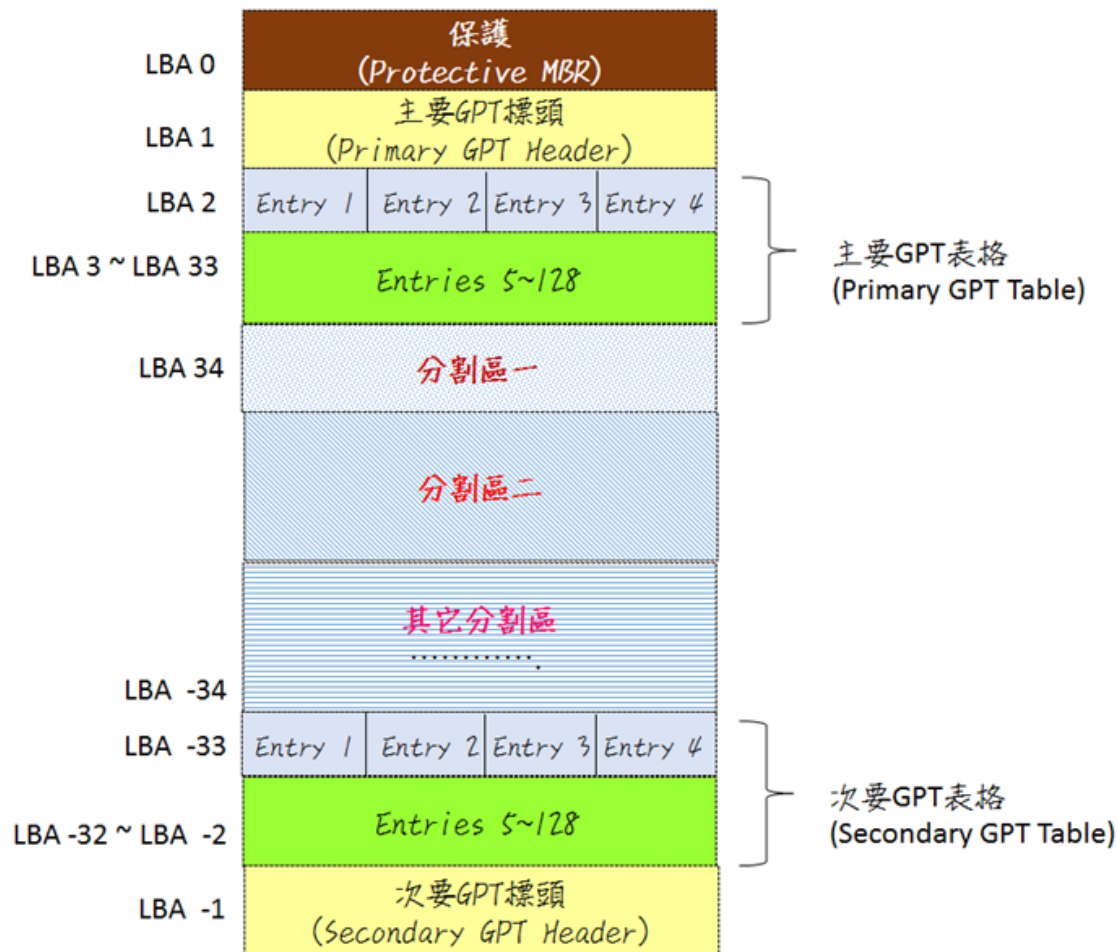 LBA 0
保護
(Protective MBR)
LBA 1
主要GPT標頭
(Primary GPT Header)
LBA 2
Entry 1
Entry 2
Entry 3
Entry 4
LBA 3 ~ LBA 33
Entries 5~128
主要GPT表格
(Primary GPT Table)
LBA 34
分割區一
分割區二
其它分割區
............
LBA -34
LBA -33
Entry 1
Entry 2
Entry 3
Entry 4
LBA -32 ~ LBA -2
Entries 5~128
次要GPT表格
(Secondary GPT Table)
LBA -1
次要GPT標頭
(Secondary GPT Header)